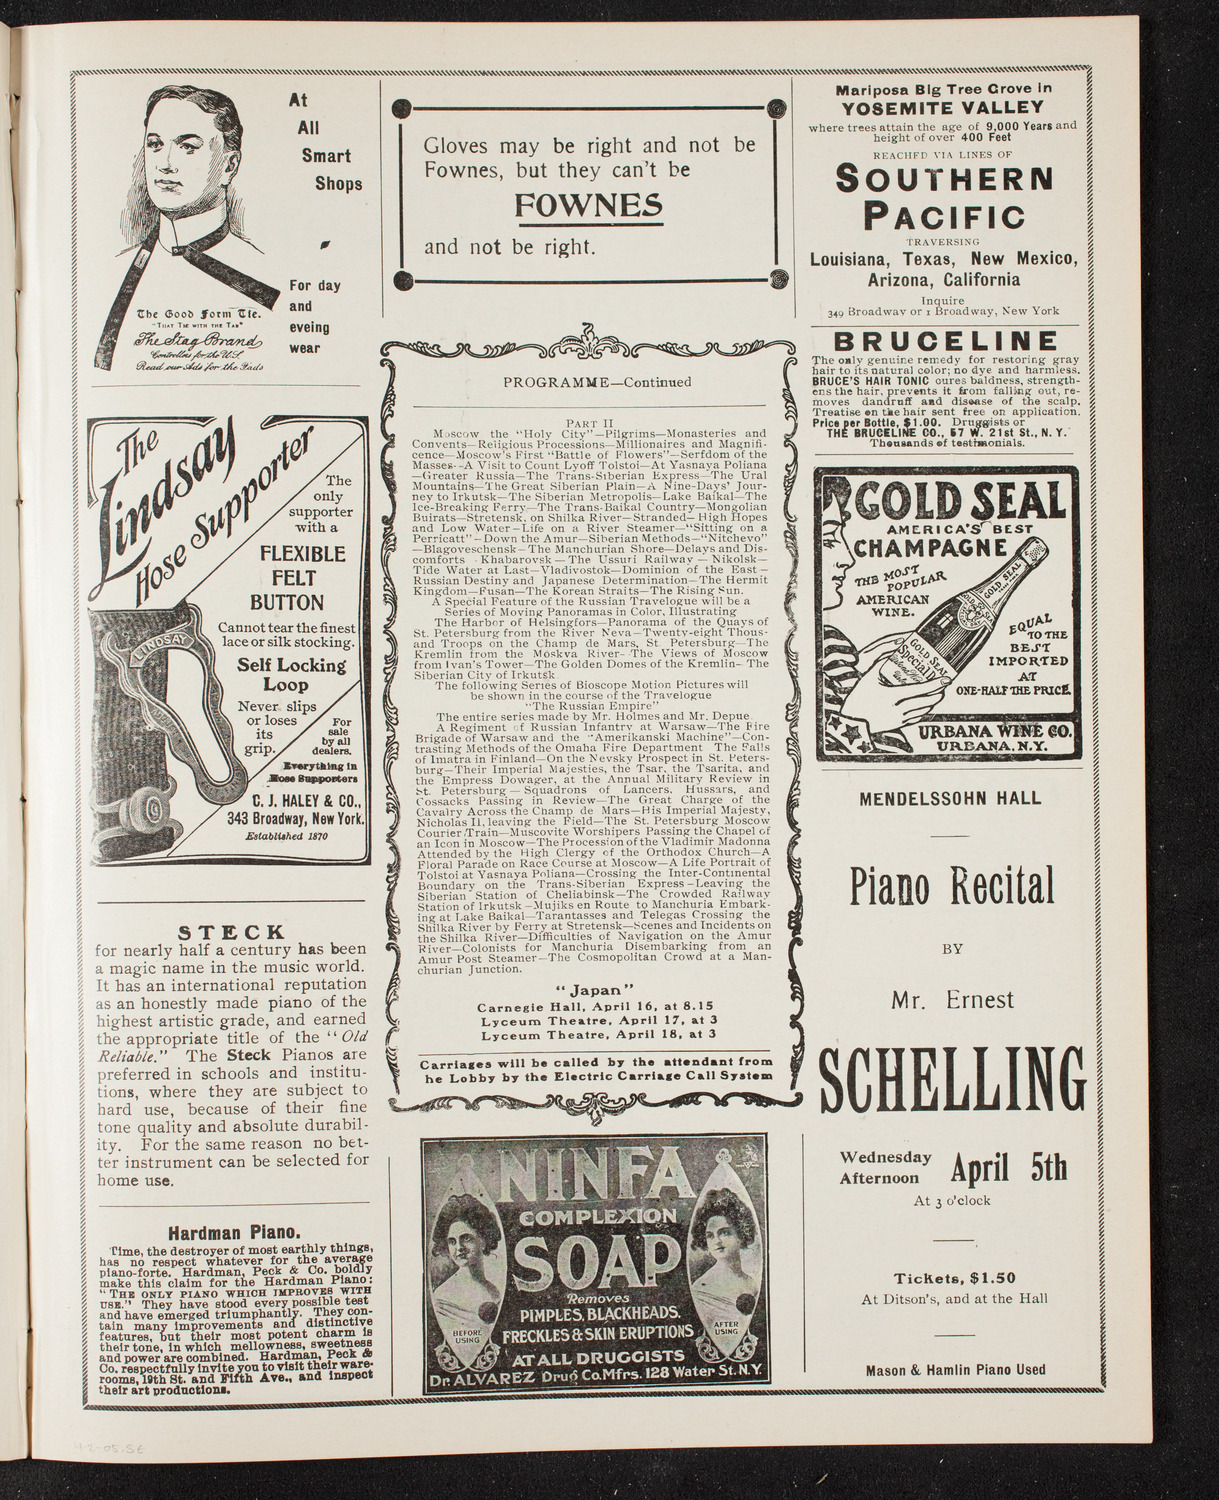 At
All
Smart
Shops
For day
and
eveing
wear
The Good Form Tie.
"THAT TIE WITH THE TAB"
The Stag Brand
Controllers for the U.S.
Read our Ads for the Fads
The
Lindsay
Hose Supporter
The
only
supporter
with a
FLEXIBLE
FELT
BUTTON
Cannot tear the finest
lace or silk stocking.
Self Locking
Loop
Never slips
or loses
its
grip.
For
sale
by all
dealers.
LINDSAY
Everything in
Hose Supporters
C. J. HALEY & CO.,
343 Broadway, New York.
Established 1870
STECK
for nearly half a century has been
a magic name in the music world.
It has an international reputation
as an honestly made piano of the
highest artistic grade, and earned
the appropriate title of the "Old
Reliable." The Steck Pianos are
preferred in schools and institu-
tions, where they are subject to
hard use, because of their fine
tone quality and absolute durabil-
ity. For the same reason no bet-
ter instrument can be selected for
home use.
Hardman Piano.
Time, the destroyer of most earthly things,
has no respect whatever for the average
piano-forte. Hardman, Peck & Co. boldly
make this claim for the Hardman Piano:
"THE ONLY PIANO WHICH IMPROVES WITH
USE." They have stood every possible test
and have emerged triumphantly. They con-
tain many improvements and distinctive
features, but their most potent charm is
their tone, in which mellowness, sweetness
and power are combined. Hardman, Peck &
Co. respectfully invite you to visit their ware-
rooms, 19th St. and Fifth Ave., and inspect
their art productions.
Gloves may be right and not be
Fownes, but they can't be
FOWNES
and not be right.
PROGRAMME—Continued
PART II
Moscow the "Holy City"—Pilgrims—Monasteries and
Convents—Religious Processions—Millionaires and Magnifi-
cence—Moscow's First "Battle of Flowers"—Serfdom of the
Masses--A Visit to Count Lyoff Tolstoi—At Yasnaya Poliana
—Greater Russia—The Trans-Siberian Express—The Ural
Mountains—The Great Siberian Plain—A Nine-Days' Jour-
ney to Irkutsk—The Siberian Metropolis—Lake Baikal—The
Ice-Breaking Ferry—The Trans-Baikal Country—Mongolian
Buirats—Stretensk, on Shilka River—Stranded—High Hopes
and Low Water—Life on a River Steamer—"Sitting on a
Perricatt"—Down the Amur—Siberian Methods—"Nitchevo"
—Blagoveschensk—The Manchurian Shore—Delays and Dis-
comforts Khabarovsk—The Ussuri Railway—Nikolsk—
Tide Water at Last—Vladivostok—Dominion of the East—
Russian Destiny and Japanese Determination—The Hermit
Kingdom—Fusan—The Korean Straits—The Rising Sun.
A Special Feature of the Russian Travelogue will be a
Series of Moving Panoramas in Color, Illustrating
The Harbor of Helsingfors—Panorama of the Quays of
St. Petersburg from the River Neva—Twenty-eight Thous-
and Troops on the Champ de Mars, St. Petersburg—The
Kremlin from the Moskva River—The Views of Moscow
from Ivan's Tower—The Golden Domes of the Kremlin—The
Siberian City of Irkutsk
The following Series of Bioscope Motion Pictures will
be shown in the course of the Travelogue
"The Russian Empire"
The entire series made by Mr. Holmes and Mr. Depue
A Regiment of Russian Infantry at Warsaw—The Fire
Brigade of Warsaw and the "Amerikanski Machine"—Con-
trasting Methods of the Omaha Fire Department The Falls
of Imatra in Finland—On the Nevsky Prospect in St. Peters-
burg—Their Imperial Majesties, the Tsar, the Tsarita, and
the Empress Dowager, at the Annual Military Review in
St. Petersburg—Squadrons of Lancers, Hussars, and
Cossacks Passing in Review—The Great Charge of the
Cavalry Across the Champ de Mars—His Imperial Majesty,
Nicholas II, leaving the Field—The St. Petersburg Moscow
Courier Train—Muscovite Worshipers Passing the Chapel of
an Icon in Moscow—The Procession of the Vladimir Madonna
Attended by the High Clergy of the Orthodox Church—A
Floral Parade on Race Course at Moscow—A Life Portrait of
Tolstoi at Yasnaya Poliana—Crossing the Inter-Continental
Boundary on the Trans-Siberian Express—Leaving the
Siberian Station of Cheliabinsk—The Crowded Railway
Station of Irkutsk—Mujiks en Route to Manchuria Embark-
ing at Lake Baikal—Tarantasses and Telegas Crossing the
Shilka River by Ferry at Stretensk—Scenes and Incidents on
the Shilka River—Difficulties of Navigation on the Amur
River—Colonists for Manchuria Disembarking from an
Amur Post Steamer—The Cosmopolitan Crowd at a Man-
churian Junction.
"Japan"
Carnegie Hall, April 16, at 8.15
Lyceum Theatre, April 17, at 3
Lyceum Theatre, April 18, at 3
Carriages will be called by the attendant from
he Lobby by the Electric Carriage Call System
NINFA
COMPLEXION
SOAP
Removes
PIMPLES, BLACKHEADS,
FRECKLES & SKIN ERUPTIONS
BEFORE
USING
AFTER
USING
AT ALL DRUGGISTS
Dr. ALVAREZ Drug Co. Mfrs. 128 Water St. N.Y.
Mariposa Big Tree Grove in
YOSEMITE VALLEY
where trees attain the age of 9,000 Years and
height of over 400 Feet
REACHED VIA LINES OF
SOUTHERN
PACIFIC
TRAVERSING
Louisiana, Texas, New Mexico,
Arizona, California
Inquire
349 Broadway or 1 Broadway, New York
BRUCELINE
The only genuine remedy for restoring gray
hair to its natural color; no dye and harmless.
BRUCE'S HAIR TONIC cures baldness, strength-
ens the hair, prevents it from falling out, re-
moves dandruff and disease of the scalp.
Treatise on the hair sent free on application.
Price per Bottle, $1.00. Druggists or
THE BRUCELINE CO., 57 W. 21st St., N. Y.
Thousands of testimonials.
GOLD SEAL
AMERICA'S BEST
CHAMPAGNE
THE MOST
POPULAR
AMERICAN
WINE.
GOLD SEAL
GOLD SEAL
Special
EQUAL
TO THE
BEST
IMPORTED
AT
ONE-HALF THE PRICE.
URBANA WINE CO.
URBANA, N.Y.
MENDELSSOHN HALL
Piano Recital
BY
Mr. Ernest
SCHELLING
Wednesday
Afternoon
April 5th
At 3 o'clock
Tickets, $1.50
At Ditson's, and at the Hall
Mason & Hamlin Piano Used
4-2-05.SE